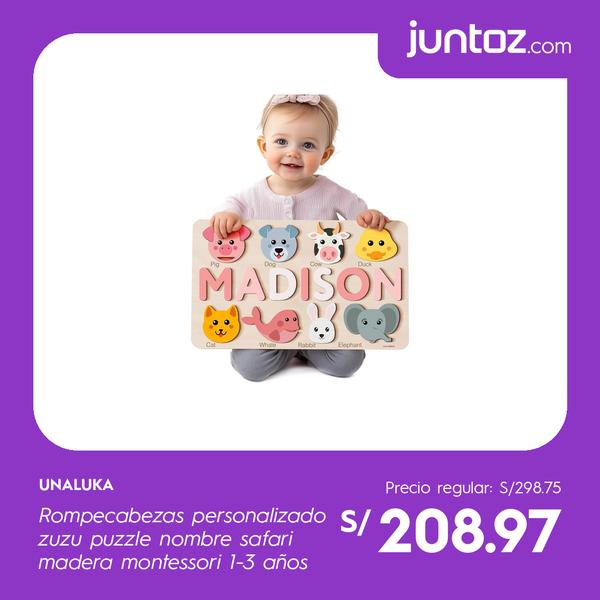 juntoz.com
Pig Dog Cow Duck
MADISON
Cat Whale Rabbit Elephant
UNALUKA
Rompecabezas personalizado
zuzu puzzle nombre safari
madera montessori 1-3 años
Precio regular: S/298.75
S/208.97